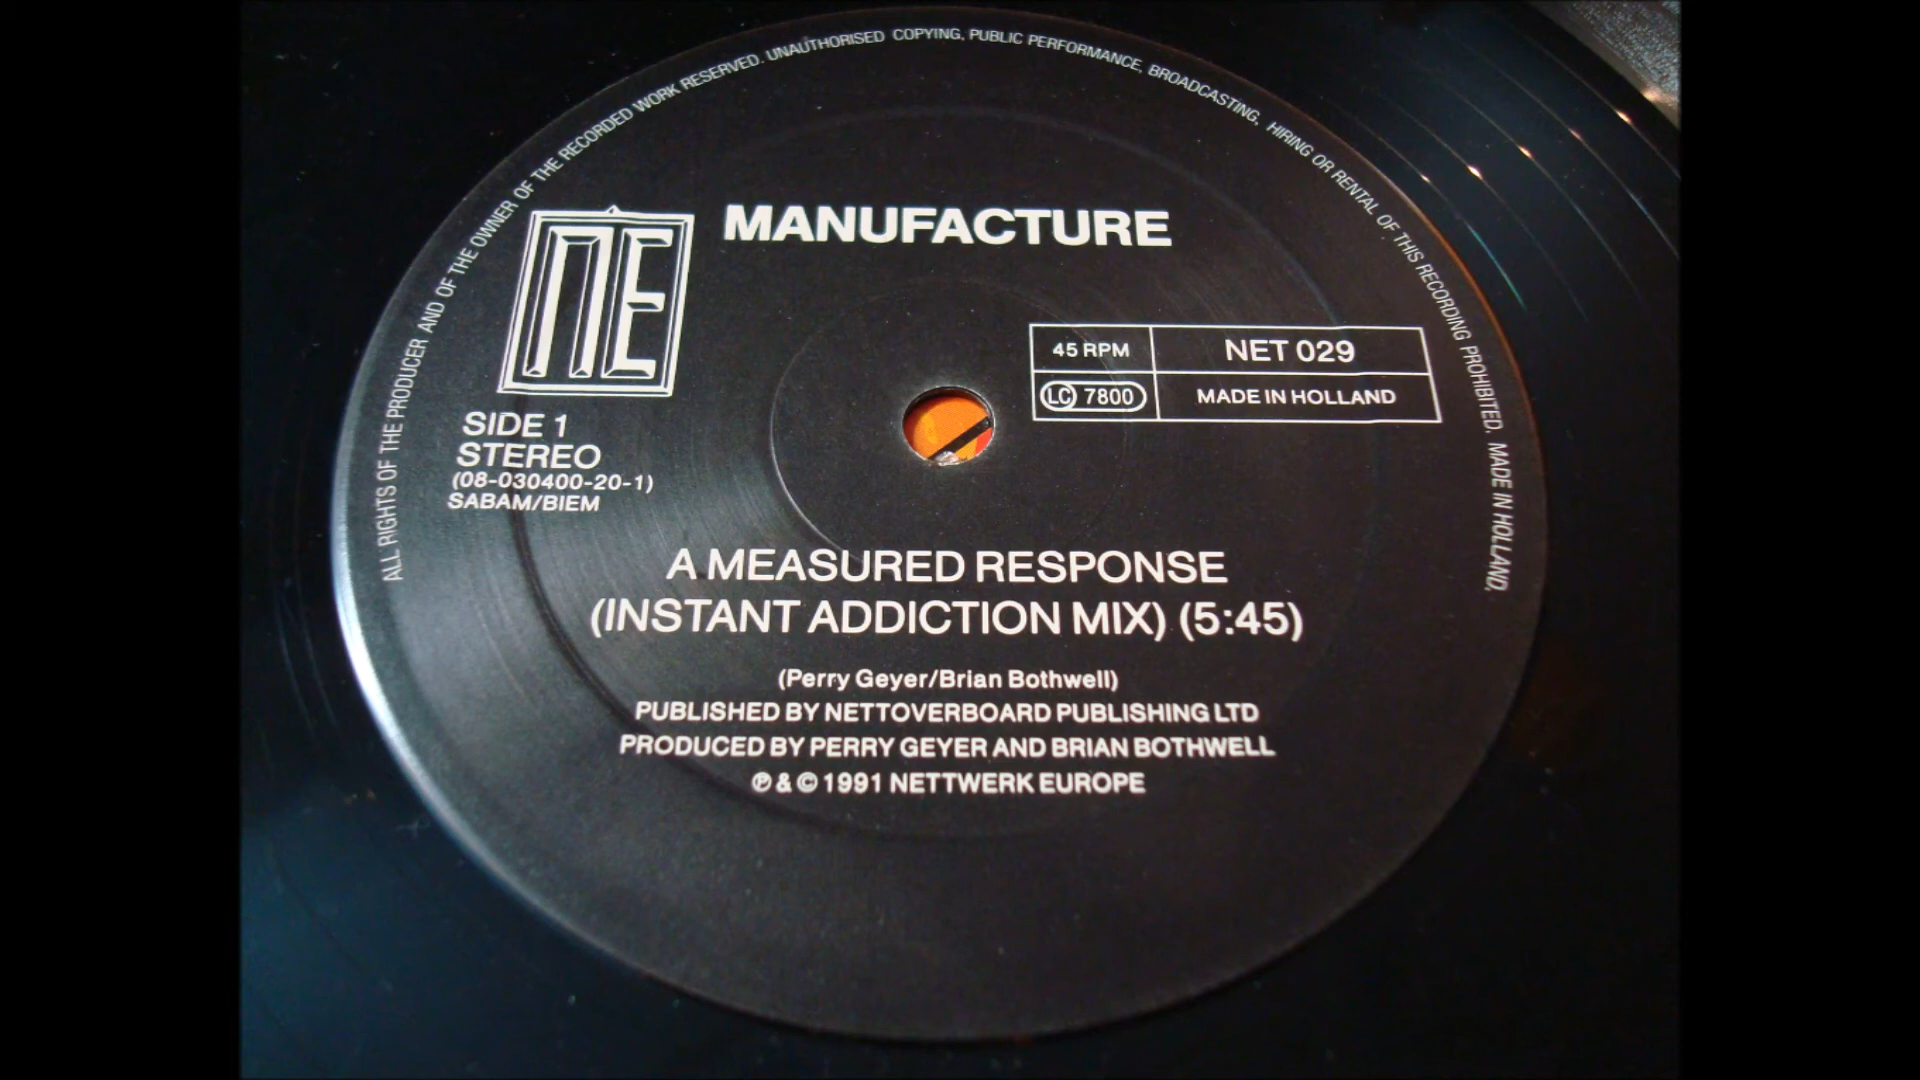 ALL RIGHTS OF THE PRODUCER AND OF THE OWNER OF THE RECORDED WORK RESERVED. UNAUTHORISED COPYING, PUBLIC PERFORMANCE, BROADCASTING, HIRING OR RENTAL OF THIS RECORDING PROHIBITED. MADE IN HOLLAND.
NE
MANUFACTURE
45 RPM
NET 029
LC 7800
MADE IN HOLLAND
SIDE 1
STEREO
(08-030400-20-1)
SABAM/BIEM
A MEASURED RESPONSE
(INSTANT ADDICTION MIX) (5:45)
(Perry Geyer/Brian Bothwell)
PUBLISHED BY NETTOVERBOARD PUBLISHING LTD
PRODUCED BY PERRY GEYER AND BRIAN BOTHWELL
℗ & © 1991 NETTWERK EUROPE